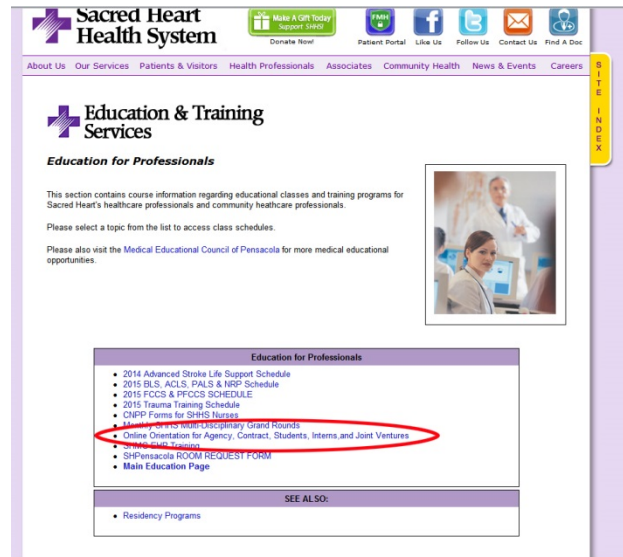 Sacred Heart
Health System
Make A Gift Today
Support SHHS!
Donate Now!
FMH
Patient Portal
Like Us
Follow Us
Contact Us
Find A Doc
About Us Our Services Patients & Visitors Health Professionals Associates Community Health News & Events Careers
SITE INDEX
Education & Training
Services
Education for Professionals
This section contains course information regarding educational classes and training programs for
Sacred Heart's healthcare professionals and community heathcare professionals.
Please select a topic from the list to access class schedules.
Please also visit the Medical Educational Council of Pensacola for more medical educational
opportunities.
Education for Professionals
2014 Advanced Stroke Life Support Schedule
2015 BLS, ACLS, PALS & NRP Schedule
2015 FCCS & PFCCS SCHEDULE
2015 Trauma Training Schedule
CNPP Forms for SHHS Nurses
Monthly SHHS Multi-Disciplinary Grand Rounds
Online Orientation for Agency, Contract, Students, Interns,and Joint Ventures
SHMG EHR Training
SHPensacola ROOM REQUEST FORM
Main Education Page
SEE ALSO:
Residency Programs